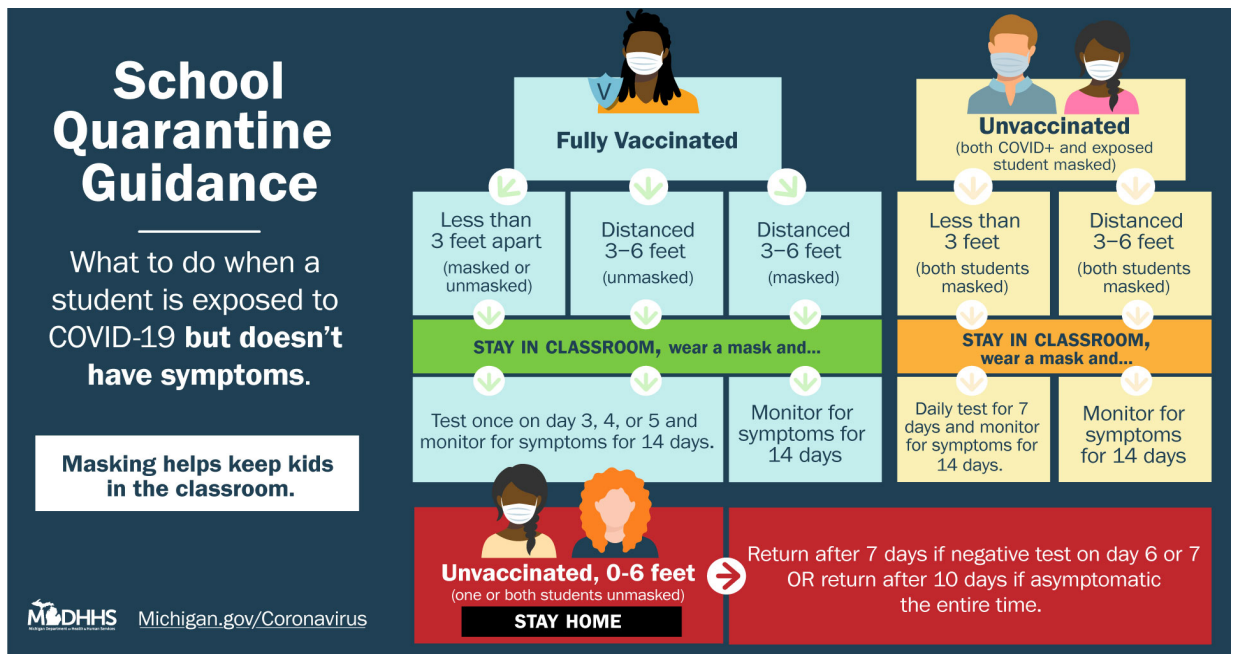 School
Quarantine
Guidance
What to do when a
student is exposed to
COVID-19 but doesn't
have symptoms.
Masking helps keep kids
in the classroom.
MDHHS
Michigan Department of Health & Human Services
Michigan.gov/Coronavirus
V
Fully Vaccinated
Less than
3 feet apart
(masked or
unmasked)
Distanced
3–6 feet
(unmasked)
Distanced
3–6 feet
(masked)
STAY IN CLASSROOM, wear a mask and...
Test once on day 3, 4, or 5 and
monitor for symptoms for 14 days.
Monitor for
symptoms for
14 days
Unvaccinated
(both COVID+ and exposed
student masked)
Less than
3 feet
(both students
masked)
Distanced
3–6 feet
(both students
masked)
STAY IN CLASSROOM,
wear a mask and...
Daily test for 7
days and monitor
for symptoms for
14 days.
Monitor for
symptoms
for 14 days
Unvaccinated, 0-6 feet
(one or both students unmasked)
STAY HOME
Return after 7 days if negative test on day 6 or 7
OR return after 10 days if asymptomatic
the entire time.